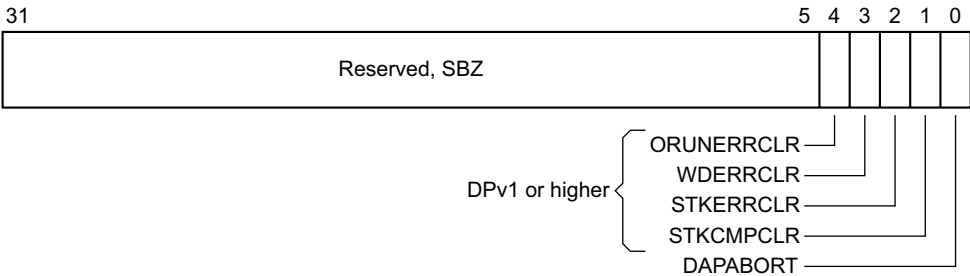 31 5 4 3 2 1 0
Reserved, SBZ
ORUNERRCLR
WDERRCLR
DPv1 or higher
STKERRCLR
STKCMPCLR
DAPABORT